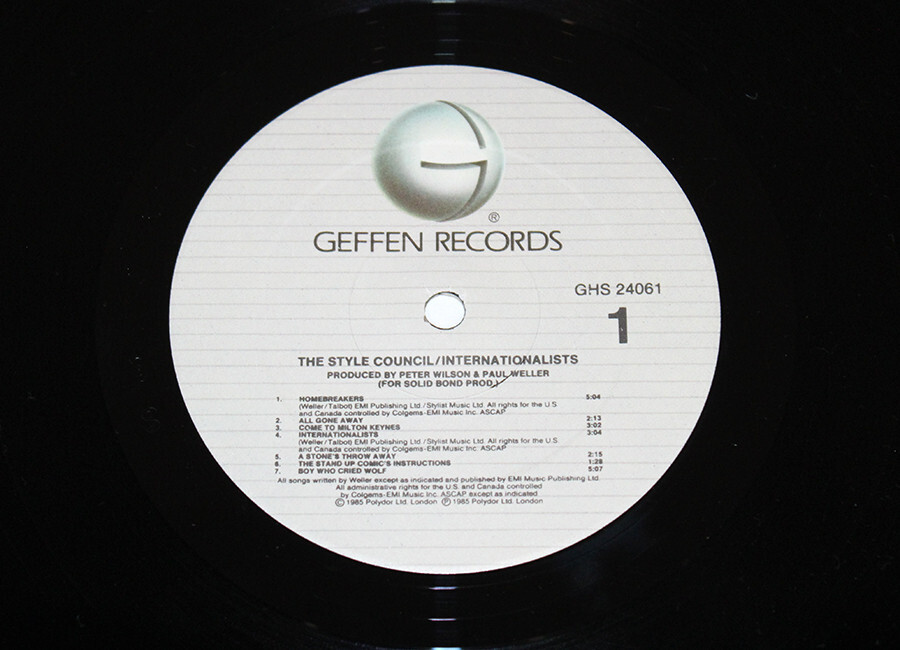 ®
GEFFEN RECORDS
GHS 24061
1
THE STYLE COUNCIL/INTERNATIONALISTS
PRODUCED BY PETER WILSON & PAUL WELLER
(FOR SOLID BOND PROD.)
1. HOMEBREAKERS 5:04
(Weller/Talbot) EMI Publishing Ltd./Stylist Music Ltd. All rights for the U.S.
and Canada controlled by Colgems-EMI Music Inc. ASCAP
2. ALL GONE AWAY 2:13
3. COME TO MILTON KEYNES 3:02
4. INTERNATIONALISTS 3:04
(Weller/Talbot) EMI Publishing Ltd./Stylist Music Ltd. All rights for the U.S.
and Canada controlled by Colgems-EMI Music Inc. ASCAP
5. A STONE'S THROW AWAY 2:15
6. THE STAND UP COMIC'S INSTRUCTIONS 1:28
7. BOY WHO CRIED WOLF 5:07
All songs written by Weller except as indicated and published by EMI Music Publishing Ltd.
All administrative rights for the U.S. and Canada controlled
by Colgems-EMI Music Inc. ASCAP except as indicated
© 1985 Polydor Ltd. London ℗ 1985 Polydor Ltd. London